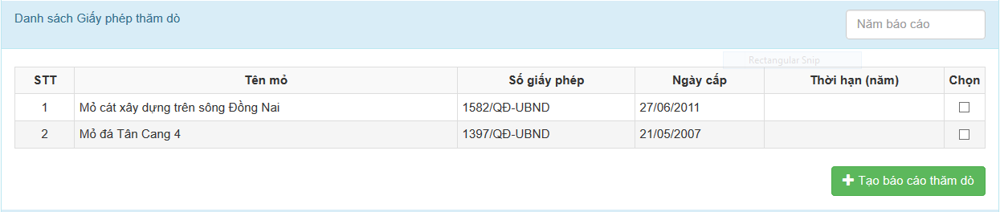 Danh sách Giấy phép thăm dò
Năm báo cáo
Rectangular Snip
STT Tên mỏ Số giấy phép Ngày cấp Thời hạn (năm) Chọn
1 Mỏ cát xây dựng trên sông Đồng Nai 1582/QĐ-UBND 27/06/2011
2 Mỏ đá Tân Cang 4 1397/QĐ-UBND 21/05/2007
Tạo báo cáo thăm dò